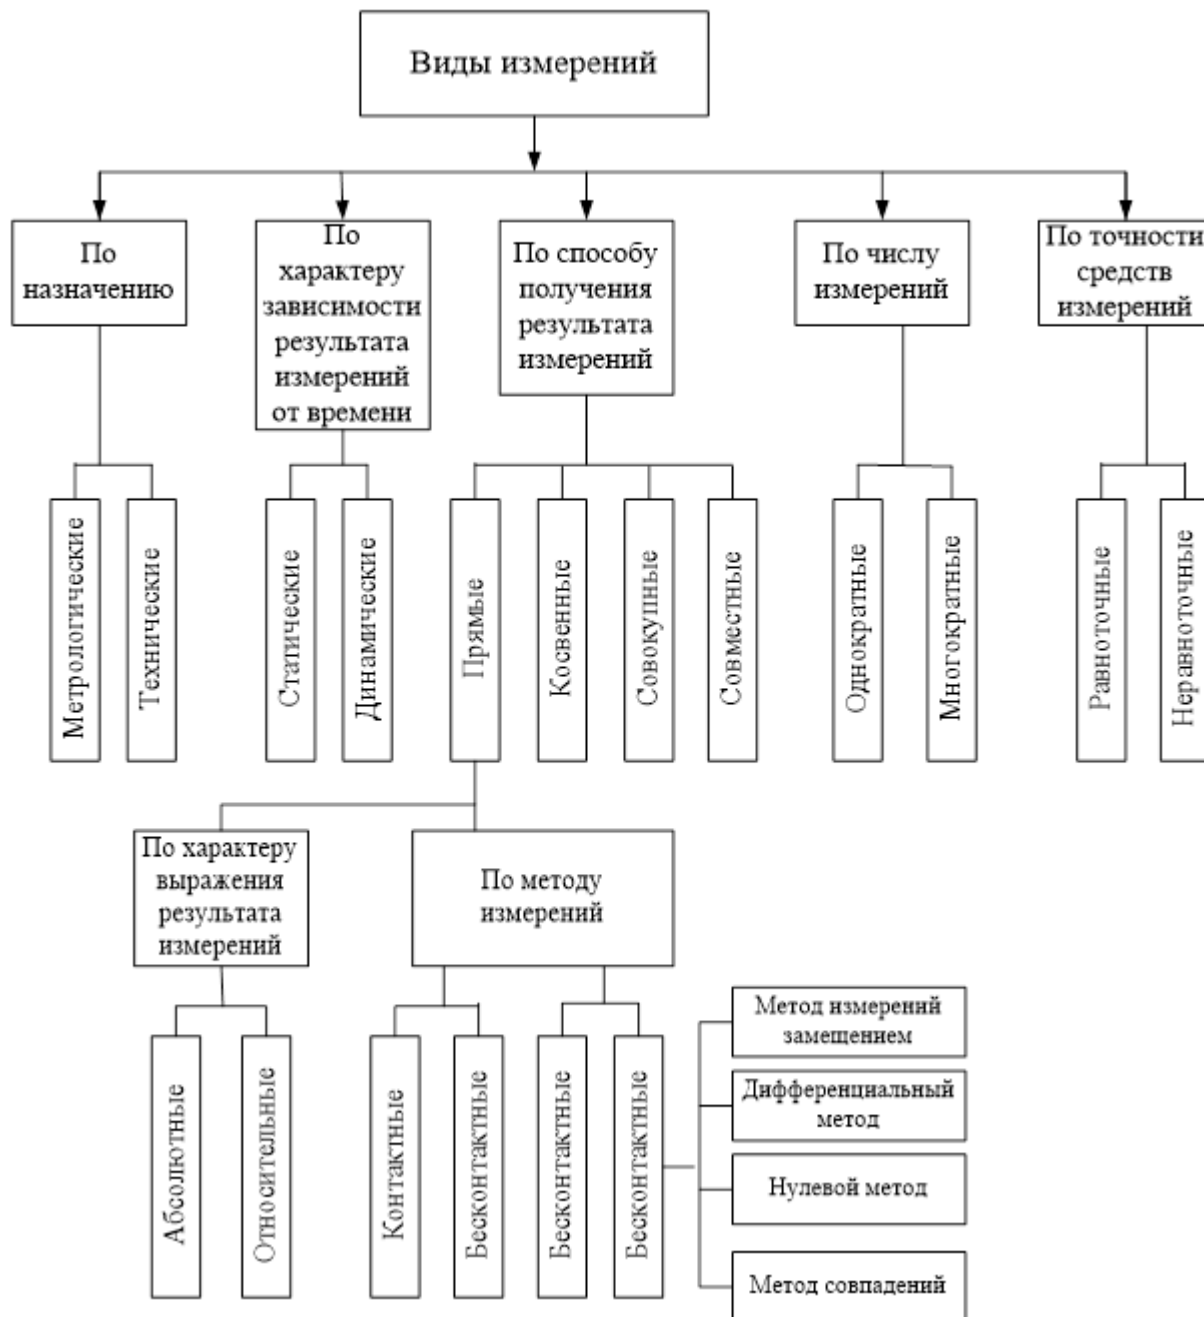 Виды измерений
По
назначению
По
характеру
зависимости
результата
измерений
от времени
По способу
получения
результата
измерений
По числу
измерений
По точности
средств
измерений
Метрологические
Технические
Статические
Динамические
Прямые
Косвенные
Совокупные
Совместные
Однократные
Многократные
Равноточные
Неравноточные
По характеру
выражения
результата
измерений
По методу
измерений
Абсолютные
Относительные
Контактные
Бесконтактные
Бесконтактные
Бесконтактные
Метод измерений
замещением
Дифференциальный
метод
Нулевой метод
Метод совпадений